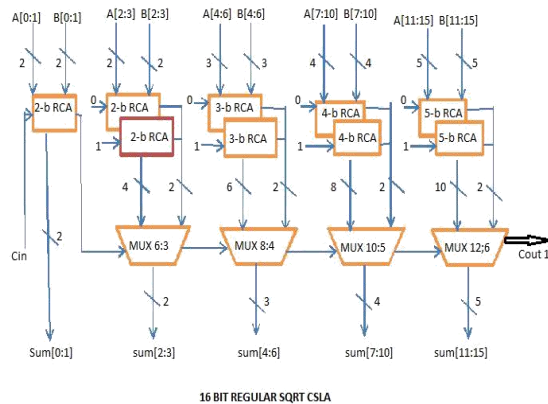 A[0:1] B[0:1] A[2:3] B[2:3] A[4:6] B[4:6] A[7:10] B[7:10] A[11:15] B[11:15]
2 2 2 2 3 3 4 4 5 5
0 0 0 0
2-b RCA 2-b RCA 3-b RCA 4-b RCA 5-b RCA
1 1 1 1
2-b RCA 3-b RCA 4-b RCA 5-b RCA
4 2 6 2 8 2 10 2
2
Cin MUX 6:3 MUX 8:4 MUX 10:5 MUX 12;6 Cout 1
2 3 4 5
Sum[0:1] sum[2:3] sum[4:6] sum[7:10] sum[11:15]
16 BIT REGULAR SQRT CSLA